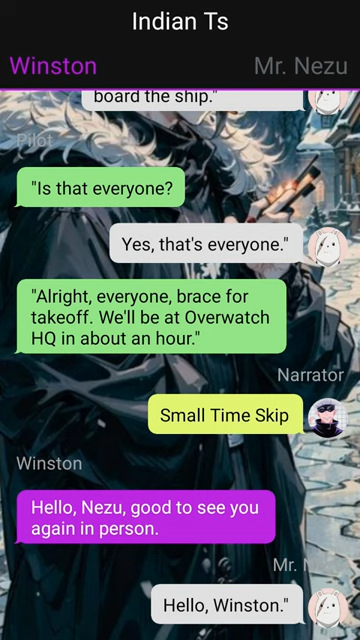 Indian Ts
Winston
Mr. Nezu
board the ship."
Pilot
"Is that everyone?
Yes, that's everyone."
"Alright, everyone, brace for
takeoff. We'll be at Overwatch
HQ in about an hour."
Narrator
Small Time Skip
Winston
Hello, Nezu, good to see you
again in person.
Mr. N
Hello, Winston."